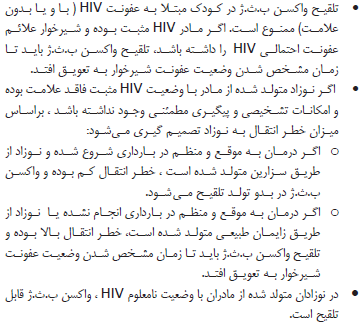 • تلقیح واکسن ب.ث.ژ در کودک مبتلا به عفونت HIV ( با و یا بدون
علامت) ممنوع است. اگر مادر HIV مثبت بوده و شیرخوار علائم
عفونت احتمالی HIV را داشته باشد، تلقیح واکسن ب.ث.ژ باید تا
زمان مشخص شدن وضعیت عفونت شیرخوار به تعویق افتد.
• اگر نوزاد متولد شده از مادر با وضعیت HIV مثبت فاقد علامت بوده
و امکانات تشخیصی و پیگیری مطمئنی وجود نداشته باشد ، براساس
میزان خطر انتقال به نوزاد تصمیم گیری می‌شود:
o اگر درمان به موقع و منظم در بارداری شروع شده و نوزاد از
طریق سزارین متولد شده است ، خطر انتقال کم بوده و واکسن
ب.ث.ژ در بدو تولد تلقیح می‌شود.
o اگر درمان به موقع و منظم در بارداری انجام نشده یا نوزاد از
طریق زایمان طبیعی متولد شده است، خطر انتقال بالا بوده و
تلقیح واکسن ب.ث.ژ باید تا زمان مشخص شدن وضعیت عفونت
شیرخوار به تعویق افتد.
• در نوزادان متولد شده از مادران با وضعیت نامعلوم HIV ، واکسن ب.ث.ژ قابل
تلقیح است.